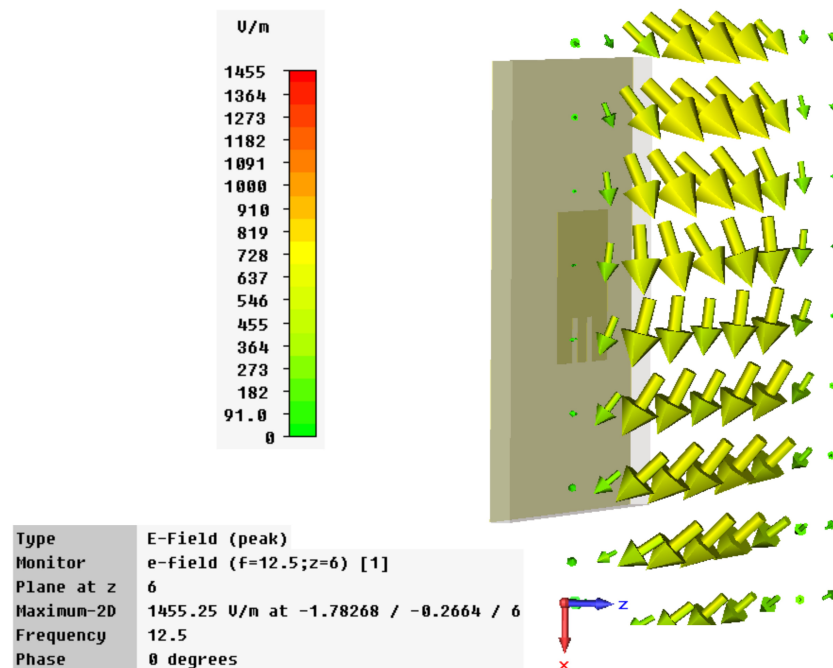 V/m
1455
1364
1273
1182
1091
1000
910
819
728
637
546
455
364
273
182
91.0
0
Type E-Field (peak)
Monitor e-field (f=12.5;z=6) [1]
Plane at z 6
Maximum-2D 1455.25 V/m at -1.78268 / -0.2664 / 6
Frequency 12.5
Phase 0 degrees
z
x